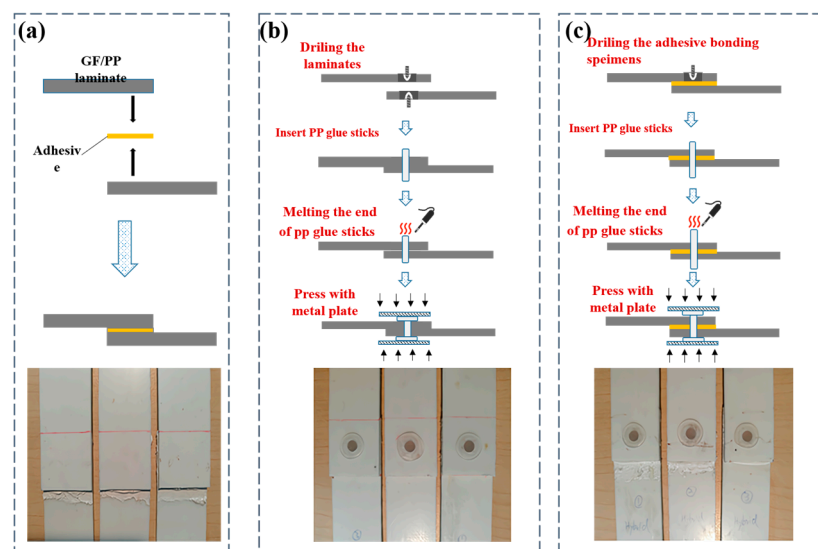 (a)
GF/PP
laminate
Adhesiv
e
(b)
Driling the
laminates
Insert PP glue sticks
Melting the end
of pp glue sticks
Press with
metal plate
(c)
Driling the adhesive bonding
speimens
Insert PP glue sticks
Melting the end
of pp glue sticks
Press with
metal plate